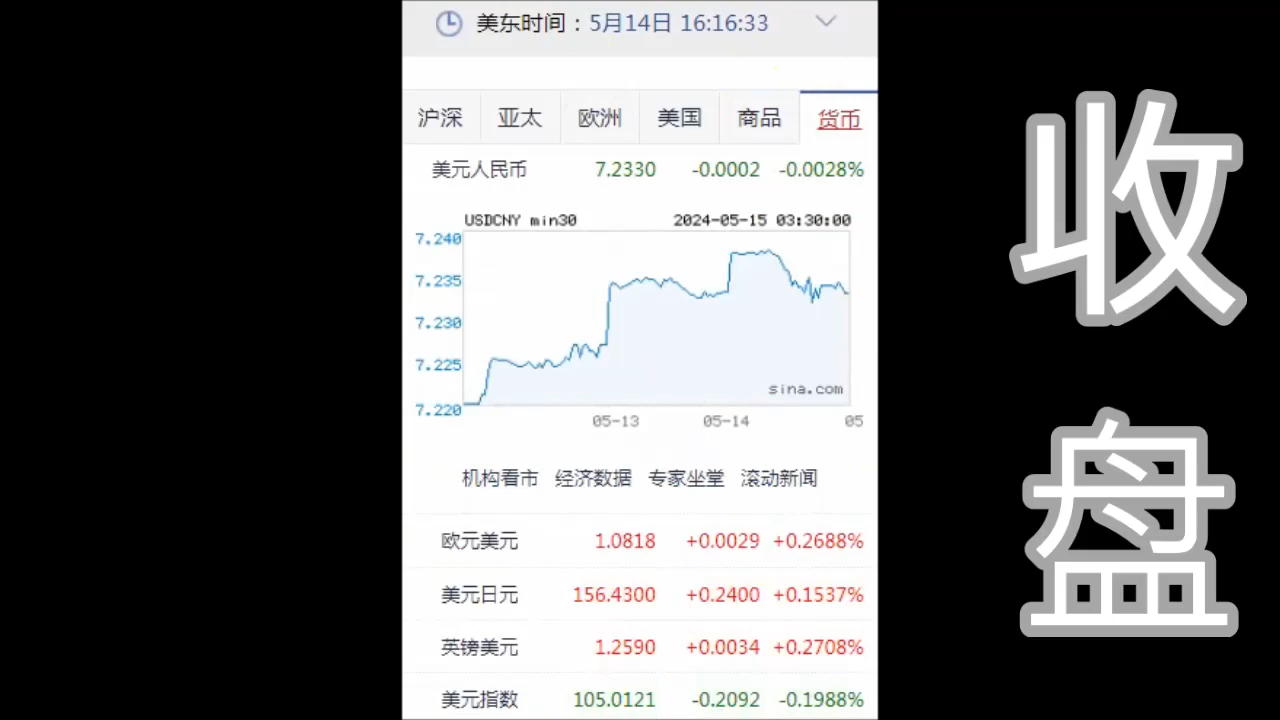 美东时间：5月14日 16:16:33
沪深 亚太 欧洲 美国 商品 货币
美元人民币 7.2330 -0.0002 -0.0028%
USDCNY min30 2024-05-15 03:30:00
7.240
7.235
7.230
7.225
7.220
sina.com
05-13 05-14 05
机构看市 经济数据 专家坐堂 滚动新闻
欧元美元 1.0818 +0.0029 +0.2688%
美元日元 156.4300 +0.2400 +0.1537%
英镑美元 1.2590 +0.0034 +0.2708%
美元指数 105.0121 -0.2092 -0.1988%
收
盘